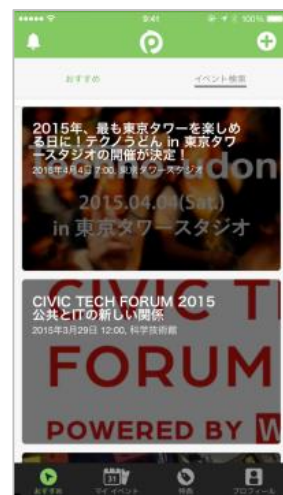 9:41
100%
おすすめ
イベント検索
2015年、最も東京タワーを楽しめ
る日に！テクノうどん in 東京タワ
ースタジオの開催が決定！
2015年4月4日 7:00, 東京タワースタジオ
don
2015.04.04(Sat.)
in 東京タワースタジオ
CIVIC TECH FORUM 2015
公共とITの新しい関係
2015年3月29日 12:00, 科学技術館
CIVIC TE
FORUM
POWERED BY W
おすすめ
マイ イベント
31
特典
プロフィール